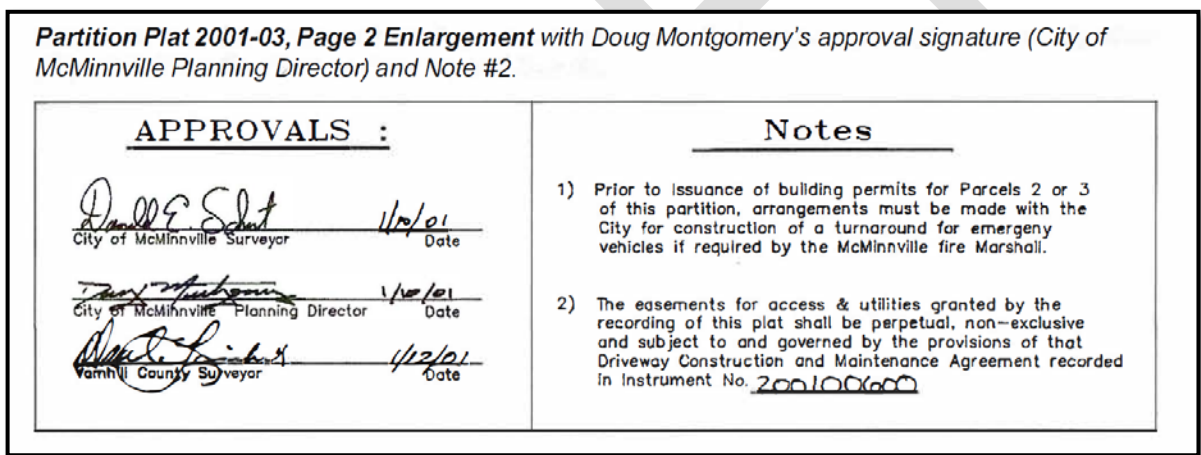 Partition Plat 2001-03, Page 2 Enlargement with Doug Montgomery's approval signature (City of
McMinnville Planning Director) and Note #2.
APPROVALS :
1/10/01
City of McMinnville Surveyor Date
1/10/01
City of McMinnville Planning Director Date
1/12/01
Yamhill County Surveyor Date
Notes
1) Prior to issuance of building permits for Parcels 2 or 3
of this partition, arrangements must be made with the
City for construction of a turnaround for emergeny
vehicles if required by the McMinnville fire Marshall.
2) The easements for access & utilities granted by the
recording of this plat shall be perpetual, non-exclusive
and subject to and governed by the provisions of that
Driveway Construction and Maintenance Agreement recorded
in Instrument No. 200100600